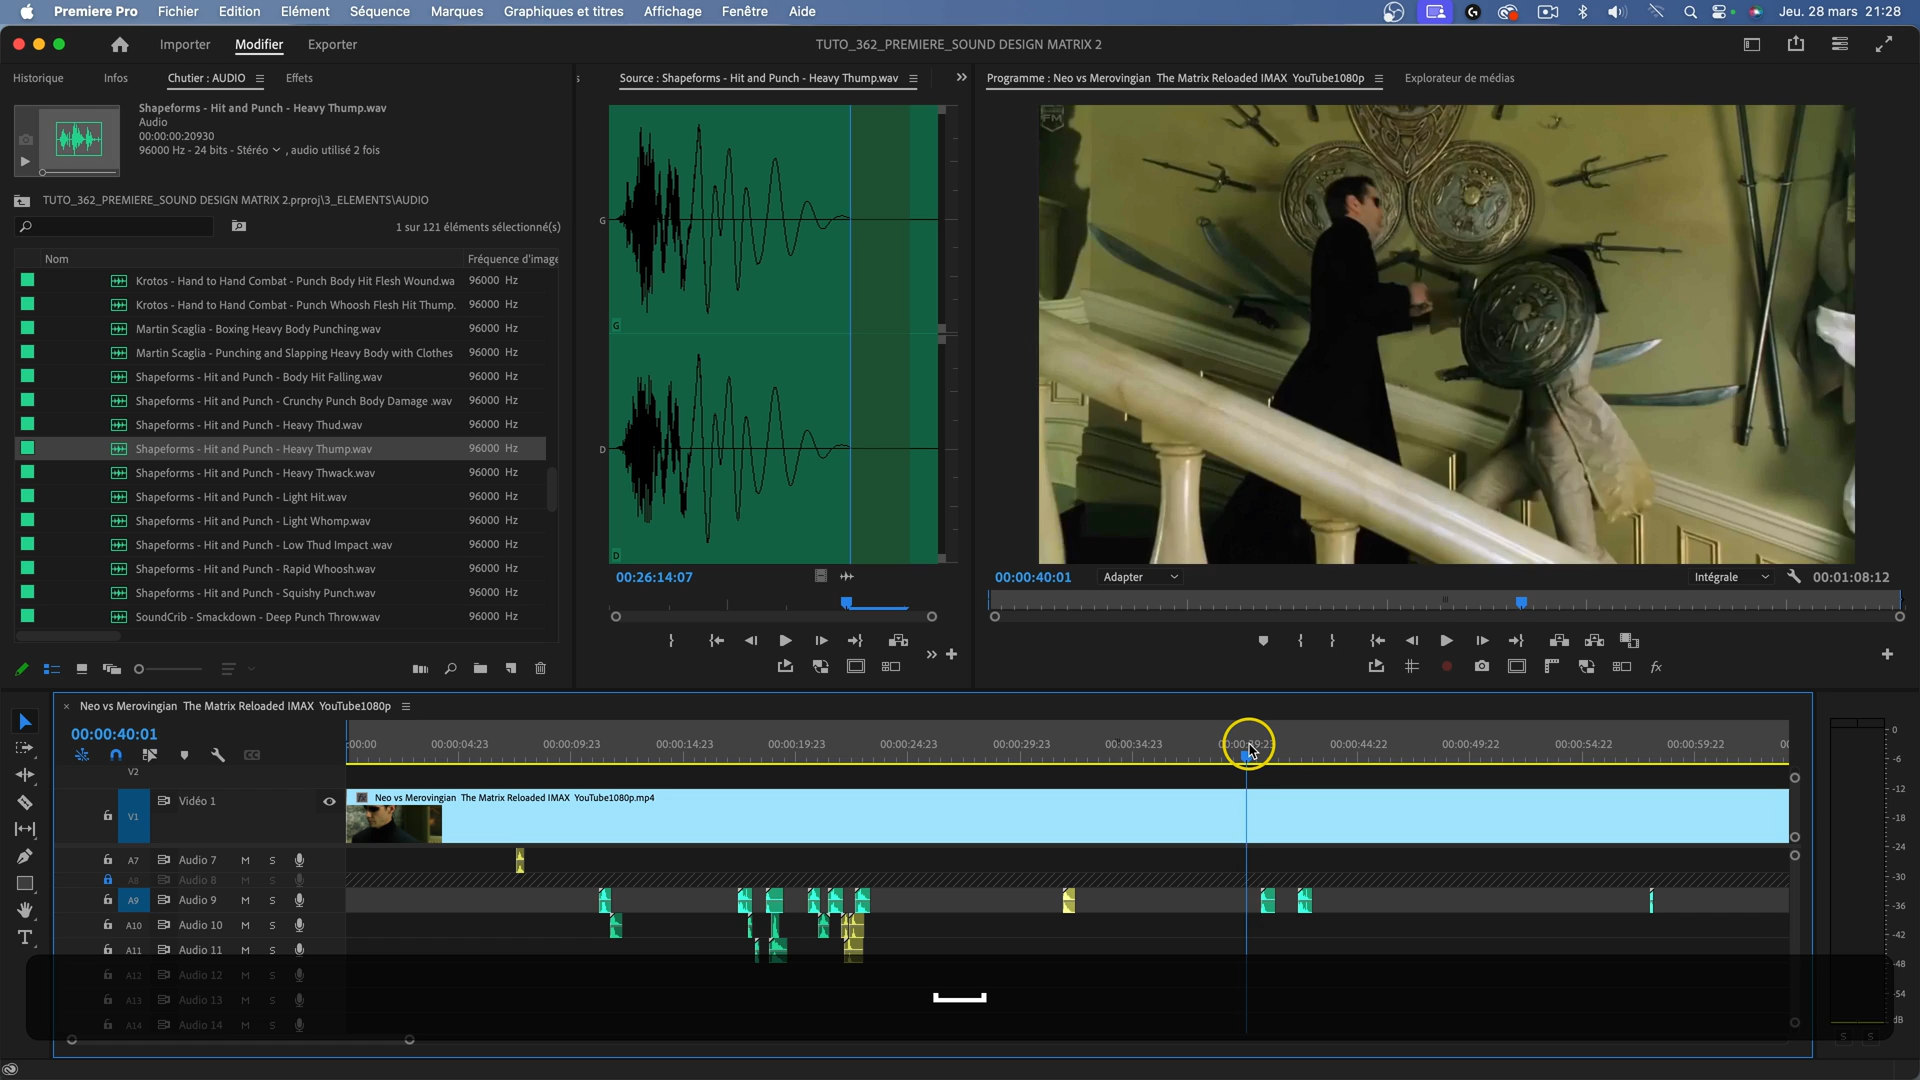 Premiere Pro Fichier Edition Elément Séquence Marques Graphiques et titres Affichage Fenêtre Aide Jeu. 28 mars 21:28
Importer Modifier Exporter TUTO_362_PREMIERE_SOUND DESIGN MATRIX 2
Historique Infos Chutier : AUDIO Effets
Source : Shapeforms - Hit and Punch - Heavy Thump.wav
Programme : Neo vs Merovingian The Matrix Reloaded IMAX YouTube1080p Explorateur de médias
Shapeforms - Hit and Punch - Heavy Thump.wav
Audio
00:00:00:20930
96000 Hz - 24 bits - Stéréo , audio utilisé 2 fois
TUTO_362_PREMIERE_SOUND DESIGN MATRIX 2.prproj\3_ELEMENTS\AUDIO
1 sur 121 éléments sélectionné(s)
Nom Fréquence d'image
Krotos - Hand to Hand Combat - Punch Body Hit Flesh Wound.wa 96000 Hz
Krotos - Hand to Hand Combat - Punch Whoosh Flesh Hit Thump. 96000 Hz
Martin Scaglia - Boxing Heavy Body Punching.wav 96000 Hz
Martin Scaglia - Punching and Slapping Heavy Body with Clothes 96000 Hz
Shapeforms - Hit and Punch - Body Hit Falling.wav 96000 Hz
Shapeforms - Hit and Punch - Crunchy Punch Body Damage .wav 96000 Hz
Shapeforms - Hit and Punch - Heavy Thud.wav 96000 Hz
Shapeforms - Hit and Punch - Heavy Thump.wav 96000 Hz
Shapeforms - Hit and Punch - Heavy Thwack.wav 96000 Hz
Shapeforms - Hit and Punch - Light Hit.wav 96000 Hz
Shapeforms - Hit and Punch - Light Whomp.wav 96000 Hz
Shapeforms - Hit and Punch - Low Thud Impact .wav 96000 Hz
Shapeforms - Hit and Punch - Rapid Whoosh.wav 96000 Hz
Shapeforms - Hit and Punch - Squishy Punch.wav 96000 Hz
SoundCrib - Smackdown - Deep Punch Throw.wav 96000 Hz
G
G
D
D
00:26:14:07
FM
00:00:40:01 Adapter Intégrale 00:01:08:12
fx
Neo vs Merovingian The Matrix Reloaded IMAX YouTube1080p
00:00:40:01
:00:00 00:00:04:23 00:00:09:23 00:00:14:23 00:00:19:23 00:00:24:23 00:00:29:23 00:00:34:23 00:00:39:23 00:00:44:22 00:00:49:22 00:00:54:22 00:00:59:22 00
CC
V2
V1 Vidéo 1
Neo vs Merovingian The Matrix Reloaded IMAX YouTube1080p.mp4
A7 Audio 7 M S
A8 Audio 8 M S
A9 Audio 9 M S
A10 Audio 10 M S
A11 Audio 11 M S
A12 Audio 12 M S
A13 Audio 13 M S
A14 Audio 14 M S
0
-6
-12
-18
-24
-30
-36
-42
-48
-54
dB
S S